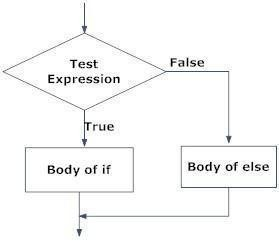 Test
Expression
False
True
Body of if
Body of else